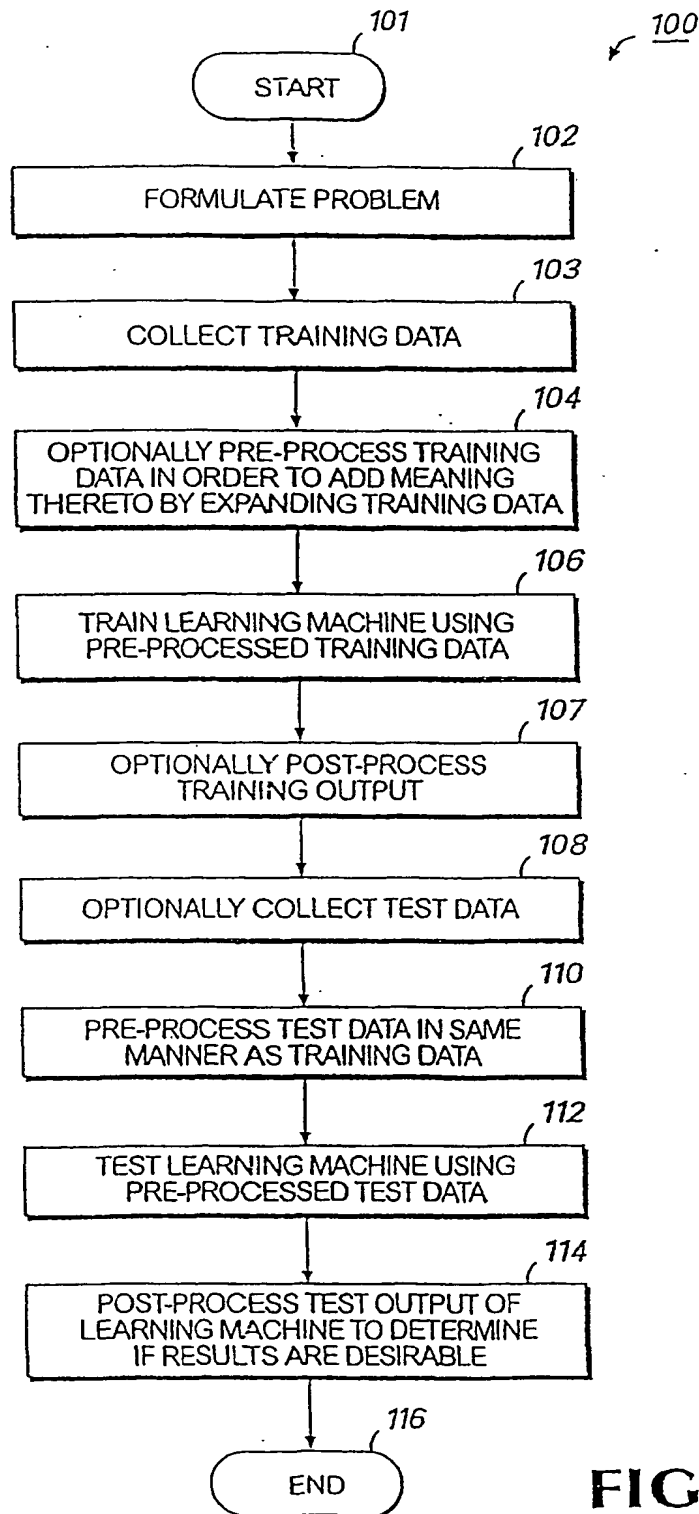 101
100
START
102
FORMULATE PROBLEM
103
COLLECT TRAINING DATA
104
OPTIONALLY PRE-PROCESS TRAINING
DATA IN ORDER TO ADD MEANING
THERETO BY EXPANDING TRAINING DATA
106
TRAIN LEARNING MACHINE USING
PRE-PROCESSED TRAINING DATA
107
OPTIONALLY POST-PROCESS
TRAINING OUTPUT
108
OPTIONALLY COLLECT TEST DATA
110
PRE-PROCESS TEST DATA IN SAME
MANNER AS TRAINING DATA
112
TEST LEARNING MACHINE USING
PRE-PROCESSED TEST DATA
114
POST-PROCESS TEST OUTPUT OF
LEARNING MACHINE TO DETERMINE
IF RESULTS ARE DESIRABLE
116
END
FIG